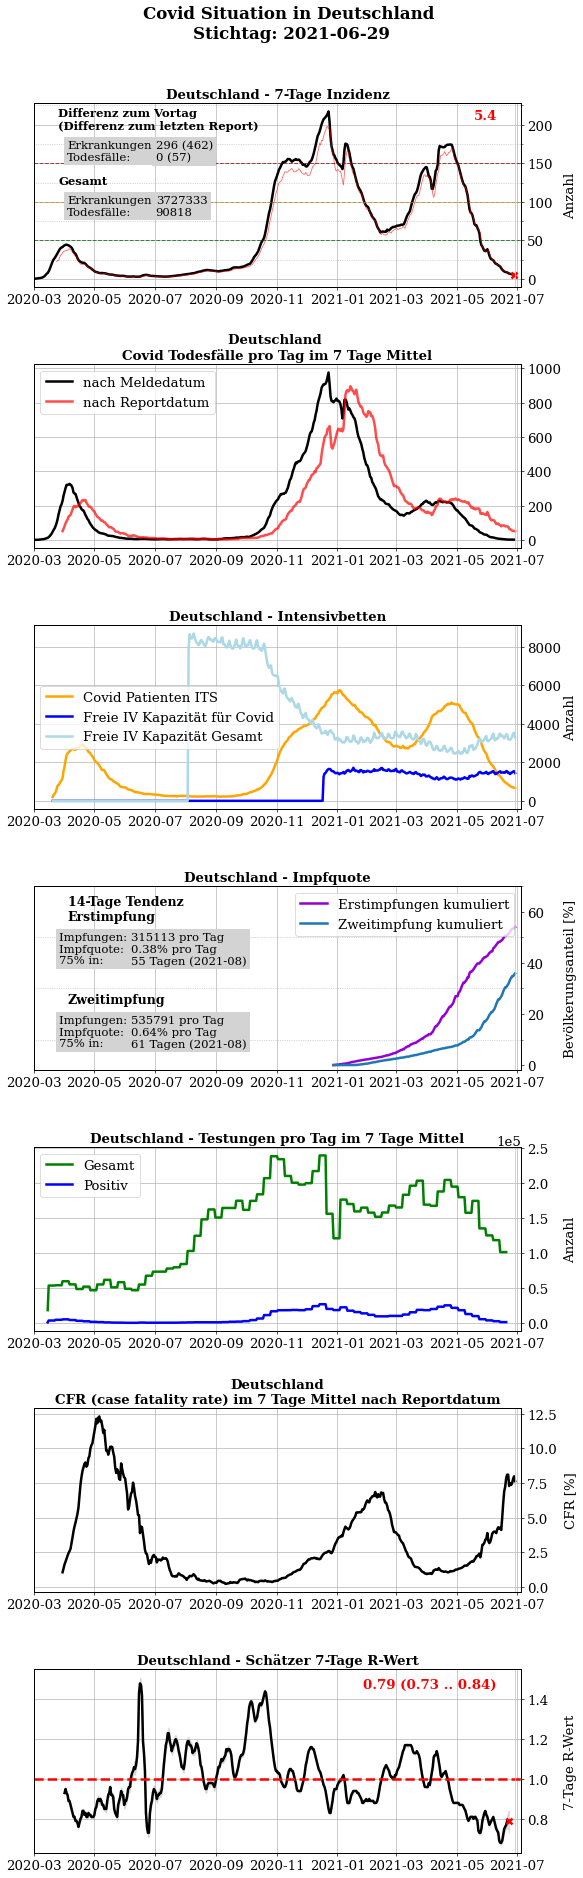 Covid Situation in Deutschland
Stichtag: 2021-06-29
Deutschland - 7-Tage Inzidenz
Differenz zum Vortag
(Differenz zum letzten Report)
Erkrankungen 296 (462)
Todesfälle: 0 (57)
Gesamt
Erkrankungen 3727333
Todesfälle: 90818
5.4
200
150
100
50
0
Anzahl
2020-03 2020-05 2020-07 2020-09 2020-11 2021-01 2021-03 2021-05 2021-07
Deutschland
Covid Todesfälle pro Tag im 7 Tage Mittel
nach Meldedatum
nach Reportdatum
1000
800
600
400
200
0
2020-03 2020-05 2020-07 2020-09 2020-11 2021-01 2021-03 2021-05 2021-07
Deutschland - Intensivbetten
Covid Patienten ITS
Freie IV Kapazität für Covid
Freie IV Kapazität Gesamt
8000
6000
4000
2000
0
Anzahl
2020-03 2020-05 2020-07 2020-09 2020-11 2021-01 2021-03 2021-05 2021-07
Deutschland - Impfquote
14-Tage Tendenz
Erstimpfung
Impfungen: 315113 pro Tag
Impfquote: 0.38% pro Tag
75% in: 55 Tagen (2021-08)
Zweitimpfung
Impfungen: 535791 pro Tag
Impfquote: 0.64% pro Tag
75% in: 61 Tagen (2021-08)
Erstimpfungen kumuliert
Zweitimpfung kumuliert
60
40
20
0
Bevölkerungsanteil [%]
2020-03 2020-05 2020-07 2020-09 2020-11 2021-01 2021-03 2021-05 2021-07
Deutschland - Testungen pro Tag im 7 Tage Mittel
1e5
Gesamt
Positiv
2.5
2.0
1.5
1.0
0.5
0.0
Anzahl
2020-03 2020-05 2020-07 2020-09 2020-11 2021-01 2021-03 2021-05 2021-07
Deutschland
CFR (case fatality rate) im 7 Tage Mittel nach Reportdatum
12.5
10.0
7.5
5.0
2.5
0.0
CFR [%]
2020-03 2020-05 2020-07 2020-09 2020-11 2021-01 2021-03 2021-05 2021-07
Deutschland - Schätzer 7-Tage R-Wert
0.79 (0.73 .. 0.84)
1.4
1.2
1.0
0.8
7-Tage R-Wert
2020-03 2020-05 2020-07 2020-09 2020-11 2021-01 2021-03 2021-05 2021-07